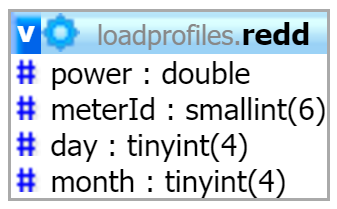 v loadprofiles.redd
# power : double
# meterId : smallint(6)
# day : tinyint(4)
# month : tinyint(4)